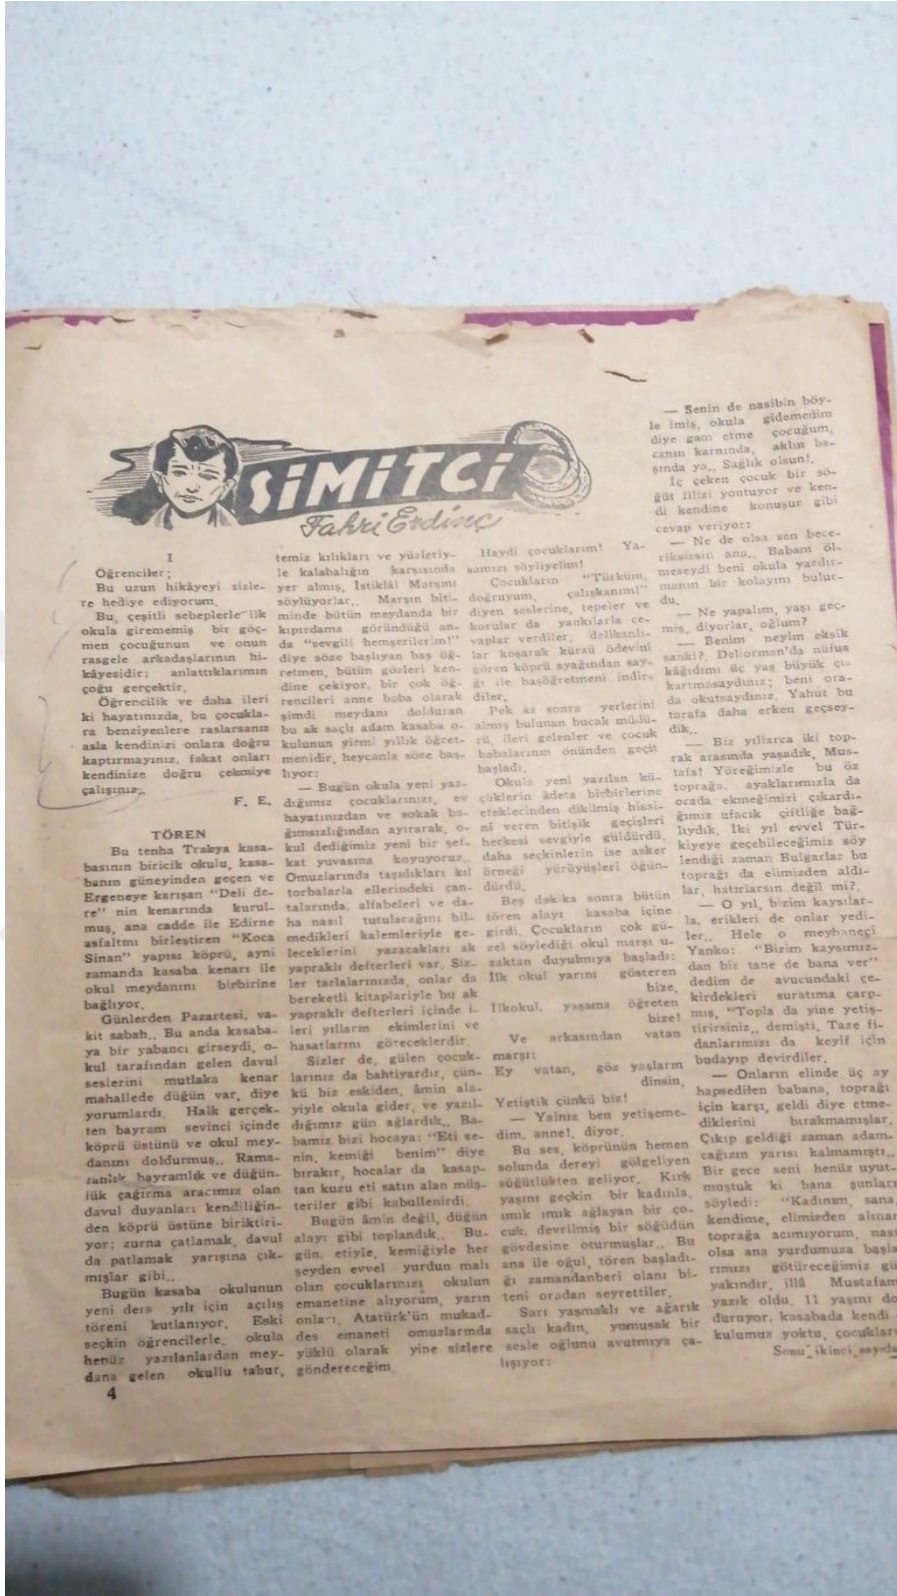 SİMİTCİ
Fahri Erdinç
I
Öğrenciler;
Bu uzun hikâyeyi sizle-
re hediye ediyorum.
Bu, çeşitli sebeplerle ilk
okula girememiş bir göç-
men çocuğunun ve onun
rasgele arkadaşlarının hi-
kâyesidir; anlattıklarımın
çoğu gerçektir.
Öğrencilik ve daha ileri
ki hayatınızda, bu çocukla-
ra benziyenlere raslarsanız
asla kendinizi onlara doğru
kaptırmayınız, fakat onları
kendinize doğru çekmiye
çalışınız..
F. E.
TÖREN
Bu tenha Trakya kasa-
basının biricik okulu, kasa-
banın güneyinden geçen ve
Ergeneye karışan "Deli de-
re" nin kenarında kurul-
muş, ana cadde ile Edirne
asfaltını birleştiren "Koca
Sinan" yapısı köprü, ayni
zamanda kasaba kenarı ile
okul meydanını birbirine
bağlıyor.
Günlerden Pazartesi, va-
kit sabah.. Bu anda kasaba-
ya bir yabancı girseydi, o-
kul tarafından gelen davul
seslerini mutlaka kenar
mahallede düğün var, diye
yorumlardı. Halk gerçek-
ten bayram sevinci içinde
köprü üstünü ve okul mey-
danını doldurmuş.. Rama-
zanlık bayramlık ve düğün-
lük çağırma aracımız olan
davul duyanları kendiliğin-
den köprü üstüne biriktiri-
yor; zurna çatlamak, davul
da patlamak yarışına çık-
mışlar gibi..
Bugün kasaba okulunun
yeni ders yılı için açılış
töreni kutlanıyor. Eski
seçkin öğrencilerle, okula
henüz yazılanlardan mey-
dana gelen okullu tabur,
4
temiz kılıkları ve yüzleriy-
le kalabalığın karşısında
yer almış, İstiklâl Marşını
söylüyorlar.. Marşın biti-
minde bütün meydanda bir
kıpırdama göründüğü an-
da "sevgili hemşerilerim!"
diye söze başlıyan baş öğ-
retmen, bütün gözleri ken-
dine çekiyor, bir çok öğ-
rencileri anne baba olarak
şimdi meydanı dolduran
bu ak saçlı adam kasaba o-
kulunun yirmi yıllık öğret-
menidir, heycanla söze baş-
lıyor:
— Bugün okula yeni yaz-
dığımız çocuklarınızı, ev
hayatınızdan ve sokak ba-
ğımsızlığından ayırarak, o-
kul dediğimiz yeni bir şef-
kat yuvasına koyuyoruz..
Omuzlarında taşıdıkları kıl
torbalarla ellerindeki çan-
talarında, alfabeleri ve da-
ha nasıl tutulacağını bil-
medikleri kalemleriyle ge-
leceklerini yazacakları ak
yapraklı defterleri var. Siz-
ler tarlalarınızda, onlar da
bereketli kitaplariyle bu ak
yapraklı defterleri içinde i-
leri yılların ekimlerini ve
hasatlarını göreceklerdir.
Sizler de, gülen çocuk-
larınız da bahtiyardır, çün-
kü biz eskiden, âmin ala-
yiyle okula gider, ve yazıl-
dığımız gün ağlardık.. Ba-
bamız bizi hocaya: "Eti se-
nin, kemiği benim" diye
bırakır, hocalar da kasap-
tan kuzu eti satın alan müş-
teriler gibi kabullenirdi.
Bugün âmin değil, düğün
alayı gibi toplandık.. Bu-
gün, etiyle, kemiğiyle her
şeyden evvel yurdun malı
olan çocuklarınızı okulun
emanetine alıyorum, yarın
onları, Atatürk'ün mukad-
des emaneti omuzlarında
yüklü olarak yine sizlere
göndereceğim.
Haydi çocuklarım! Ya-
samızı söyliyelim!
Çocukların "Türküm,
doğruyum, çalışkanım!"
diyen seslerine, tepeler ve
korular da yankılarla ce-
vaplar verdiler, delikanlı-
lar koşarak kürsü ödevini
gören köprü ayağından say-
ğı ile başöğretmeni indir-
diler.
Pek az sonra yerlerini
almış bulunan bucak müdü-
rü, ileri gelenler ve çocuk
babalarının önünden geçit
başladı.
Okula yeni yazılan kü-
çüklerin âdeta birbirlerine
eteklerinden dikilmiş hissi-
ni veren bitişik geçişleri
herkesi sevgiyle güldürdü,
daha seçkinlerin ise asker
örneği yürüyüşleri öğün-
dürdü.
Beş dakika sonra bütün
tören alayı kasaba içine
girdi. Çocukların çok gü-
zel söylediği okul marşı u-
zaktan duyulmıya başladı:
İlk okul yarını gösteren
bize,
İlkokul, yaşama öğreten
bize!
Ve arkasından vatan
marşı:
Ey vatan, göz yaşların
dinsin,
Yetiştik çünkü biz!
— Yalnız ben yetişeme-
dim, anne!, diyor.
Bu ses, köprünün hemen
solunda dereyi gölgeliyen
söğütlükten geliyor. Kırk
yaşını geçkin bir kadınla,
ımık ımık ağlayan bir ço-
cuk, devrilmiş bir söğüdün
gövdesine oturmuşlar.. Bu
ana ile oğul, tören başladı-
ğı zamandanberi olanı bi-
teni oradan seyrettiler.
Sarı yaşmaklı ve ağarık
saçlı kadın, yumuşak bir
sesle oğlunu avutmıya ça-
lışıyor:
— Senin de nasibin böy-
le imiş, okula gidemedim
diye gam etme çocuğum,
canın karnında, aklın ba-
şında ya.. Sağlık olsun!.
İç çeken çocuk bir sö-
ğüt filizi yontuyor ve ken-
di kendine konuşur gibi
cevap veriyor:
— Ne de olsa sen bece-
riksizsin ana.. Babam öl-
meseydi beni okula yazdır-
manın bir kolayını bulur-
du.
— Ne yapalım, yaşı geç-
miş, diyorlar, oğlum?
— Benim neyim eksik
sanki?. Deliorman'da nüfus
kâğıdımı üç yaş büyük çı-
kartmasaydınız; beni ora-
da okutsaydınız. Yahut bu
tarafa daha erken geçsey-
dik..
— Biz yıllarca iki top-
rak arasında yaşadık, Mus-
tafa! Yüreğimizle bu öz
toprağa, ayaklarımızla da
orada ekmeğimizi çıkardı-
ğımız ufacık çiftliğe bağ-
lıydık. İki yıl evvel Tür-
kiyeye geçebileceğimiz söy
lendiği zaman Bulgarlar bu
toprağı da elimizden aldı-
lar, hatırlarsın değil mi?.
— O yıl, bizim kaysılar-
la, erikleri de onlar yedi-
ler.. Hele o meyhaneci
Yanko: "Bizim kaysımız-
dan bir tane de bana ver"
dedim de avucundaki çe-
kirdekleri suratıma çarp-
mış, "Topla da yine yetiş-
tirirsiniz,, demişti. Taze fi-
danlarımızı da keyif için
budayıp devirdiler.
— Onların elinde üç ay
hapsedilen babana, toprağı
için karşı, geldi diye etme-
diklerini bırakmamışlar.
Çıkıp geldiği zaman adam-
cağızın yarısı kalmamıştı..
Bir gece seni henüz uyut-
muştuk ki bana şunları
söyledi: "Kadınım, sana,
kendime, elimizden alınan
toprağa acımıyorum, nası
olsa ana yurdumuza başla
rımızı götüreceğimiz gü
yakındır, illâ Mustafam
yazık oldu. 11 yaşını do
duruyor, kasabada kendi
kulumuz yoktu, çocuklar
Sonu ikinci sayıda